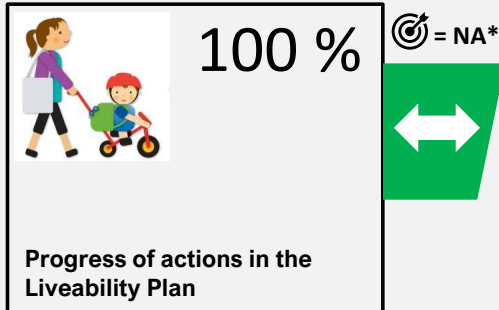 100 %
= NA*
Progress of actions in the
Liveability Plan